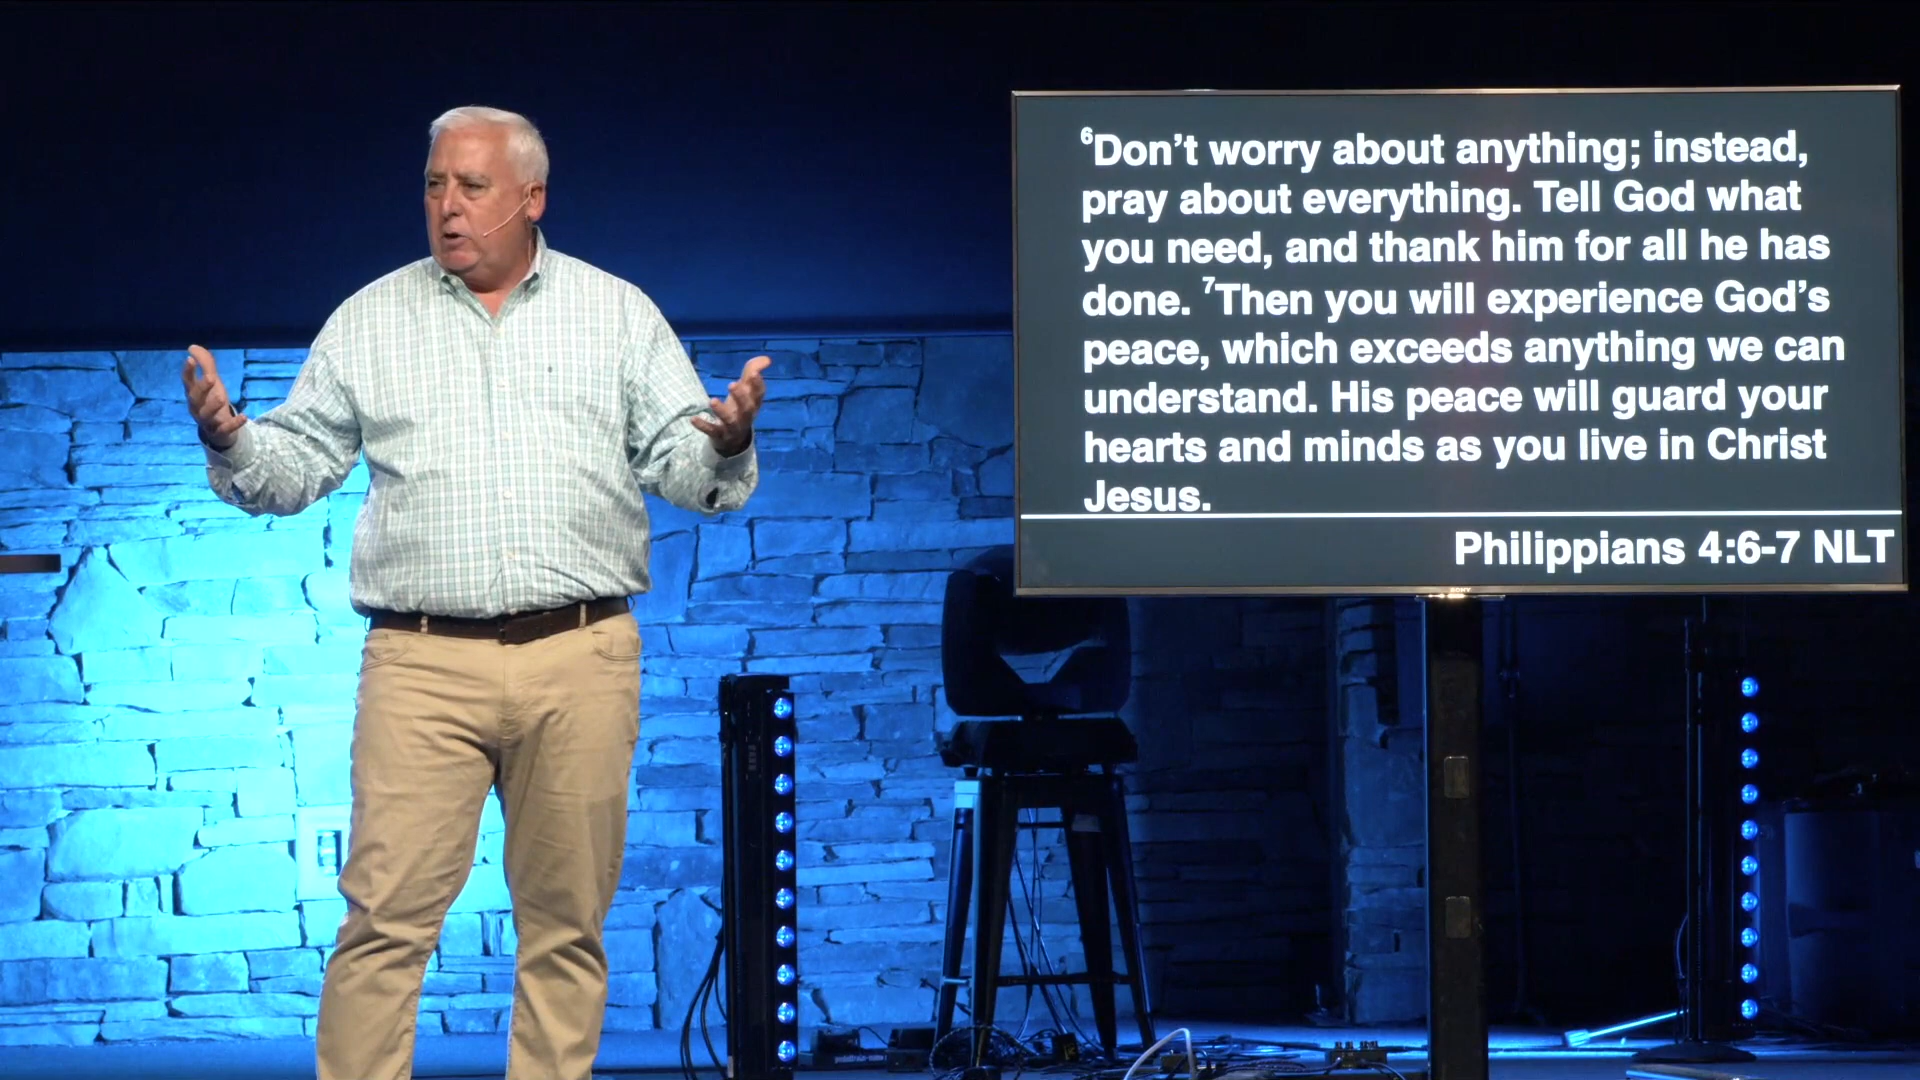 ⁶Don’t worry about anything; instead,
pray about everything. Tell God what
you need, and thank him for all he has
done. ⁷Then you will experience God’s
peace, which exceeds anything we can
understand. His peace will guard your
hearts and minds as you live in Christ
Jesus.
Philippians 4:6-7 NLT
SONY